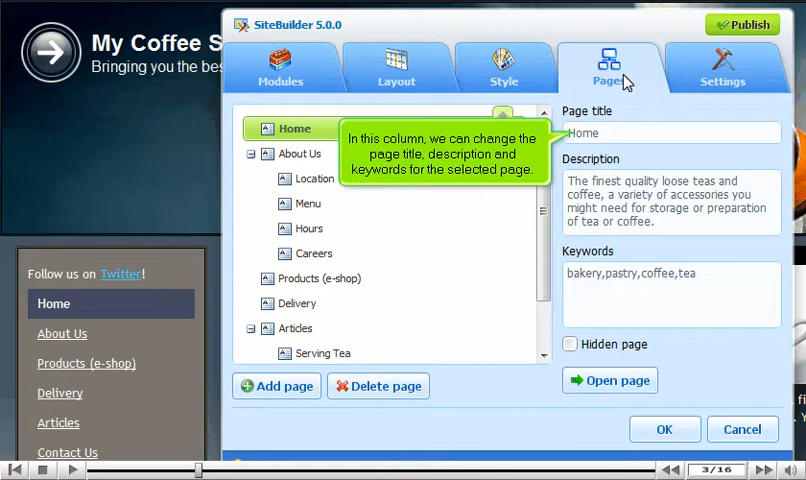 My Coffee S
Bringing you the bes
SiteBuilder 5.0.0
Publish
Modules
Layout
Style
Pages
Settings
Home
About Us
Location
Menu
Hours
Careers
Products (e-shop)
Delivery
Articles
Serving Tea
In this column, we can change the
page title, description and
keywords for the selected page.
Page title
Home
Description
The finest quality loose teas and
coffee, a variety of accessories you
might need for storage or preparation
of tea or coffee.
Keywords
bakery,pastry,coffee,tea
Hidden page
Open page
Add page
Delete page
OK
Cancel
Follow us on Twitter!
Home
About Us
Products (e-shop)
Delivery
Articles
Contact Us
3/16